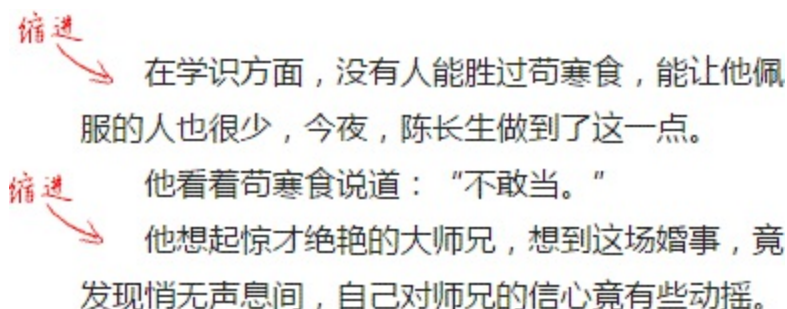 缩进
在学识方面，没有人能胜过苟寒食，能让他佩
服的人也很少，今夜，陈长生做到了这一点。
缩进
他看着苟寒食说道：“不敢当。”
他想起惊才绝艳的大师兄，想到这场婚事，竟
发现悄无声息间，自己对师兄的信心竟有些动摇。